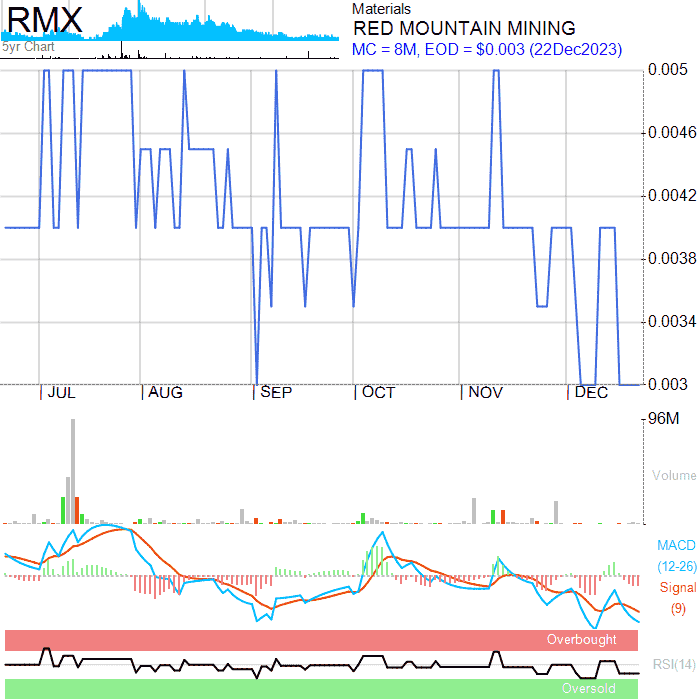 RMX
5yr Chart
Materials
RED MOUNTAIN MINING
MC = 8M, EOD = $0.003 (22Dec2023)
0.005
0.0046
0.0042
0.0038
0.0034
0.003
JUL AUG SEP OCT NOV DEC
96M
Volume
MACD
(12-26)
Signal
(9)
Overbought
RSI(14)
Oversold